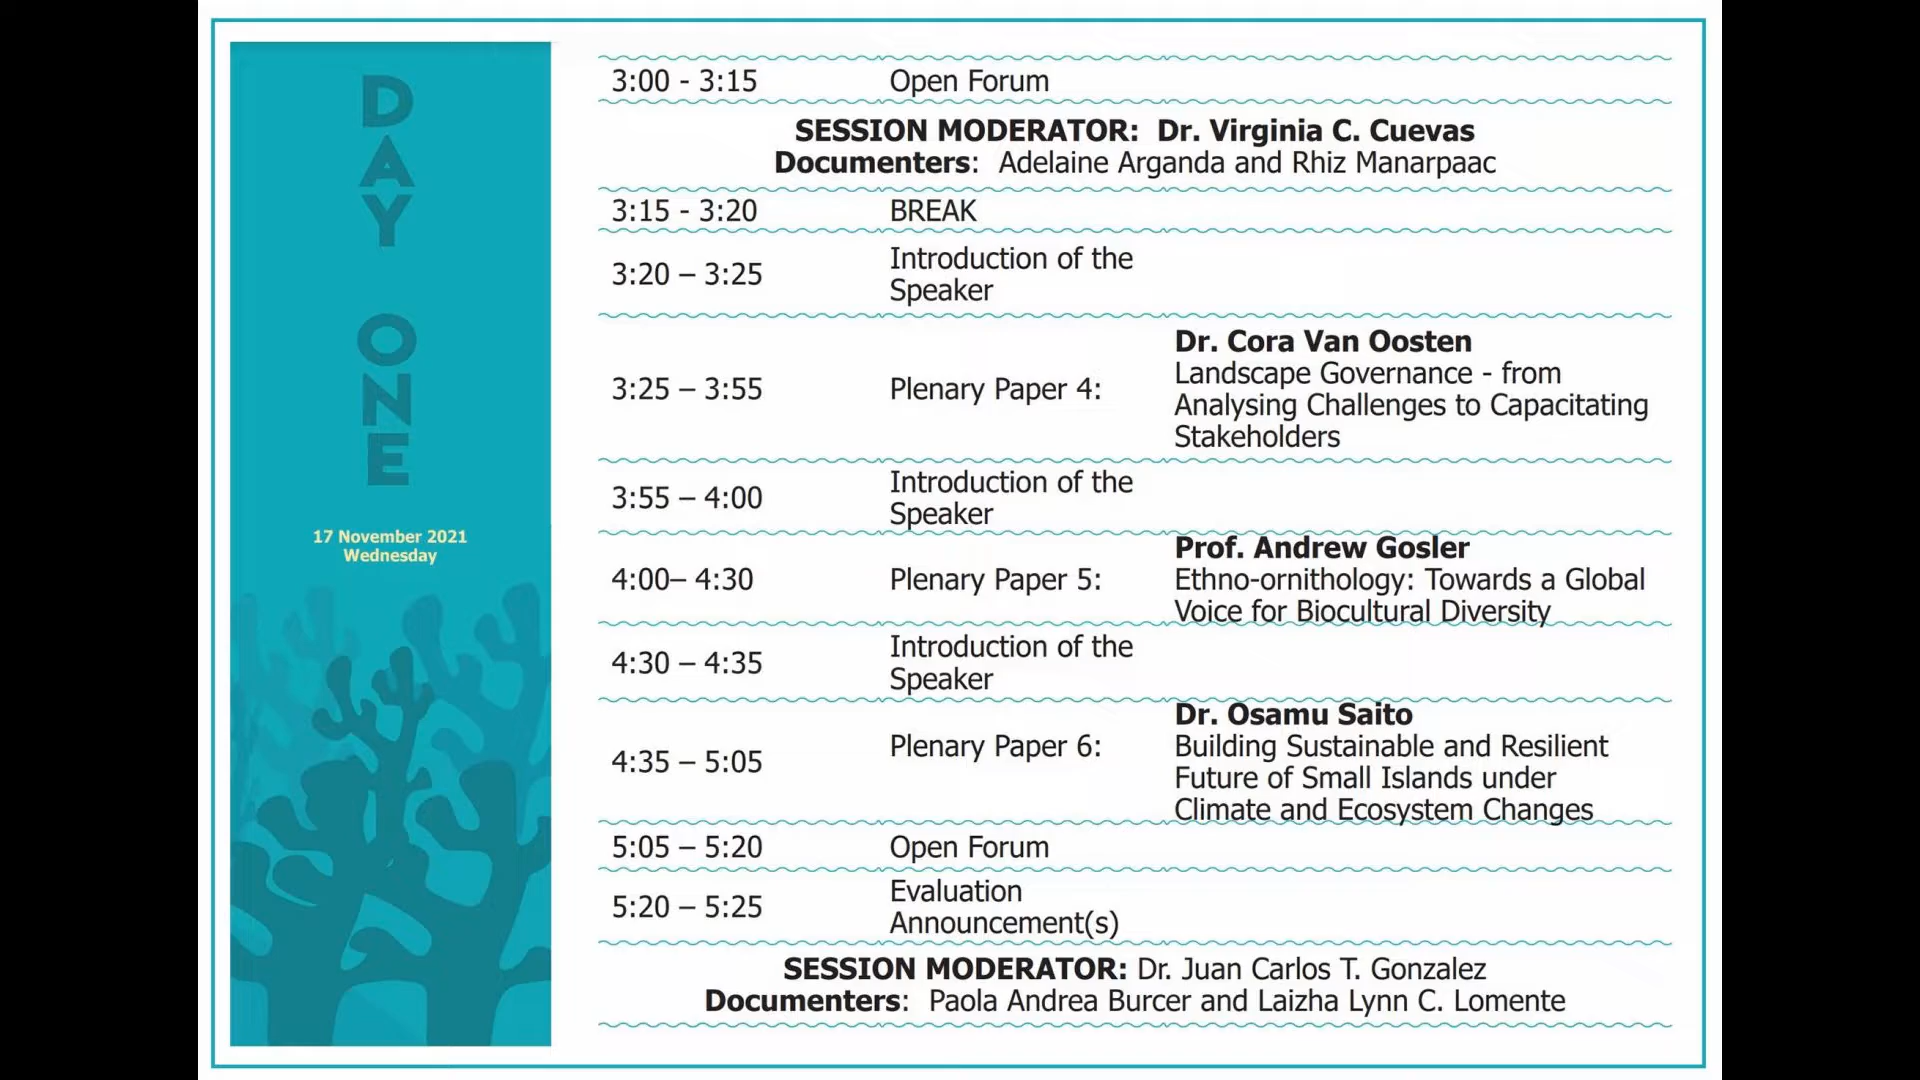 DAY ONE
17 November 2021
Wednesday
3:00 - 3:15 Open Forum
SESSION MODERATOR: Dr. Virginia C. Cuevas
Documenters: Adelaine Arganda and Rhiz Manarpaac
3:15 - 3:20 BREAK
3:20 – 3:25 Introduction of the
Speaker
3:25 – 3:55 Plenary Paper 4:
Dr. Cora Van Oosten
Landscape Governance - from
Analysing Challenges to Capacitating
Stakeholders
3:55 – 4:00 Introduction of the
Speaker
4:00– 4:30 Plenary Paper 5:
Prof. Andrew Gosler
Ethno-ornithology: Towards a Global
Voice for Biocultural Diversity
4:30 – 4:35 Introduction of the
Speaker
4:35 – 5:05 Plenary Paper 6:
Dr. Osamu Saito
Building Sustainable and Resilient
Future of Small Islands under
Climate and Ecosystem Changes
5:05 – 5:20 Open Forum
5:20 – 5:25 Evaluation
Announcement(s)
SESSION MODERATOR: Dr. Juan Carlos T. Gonzalez
Documenters: Paola Andrea Burcer and Laizha Lynn C. Lomente